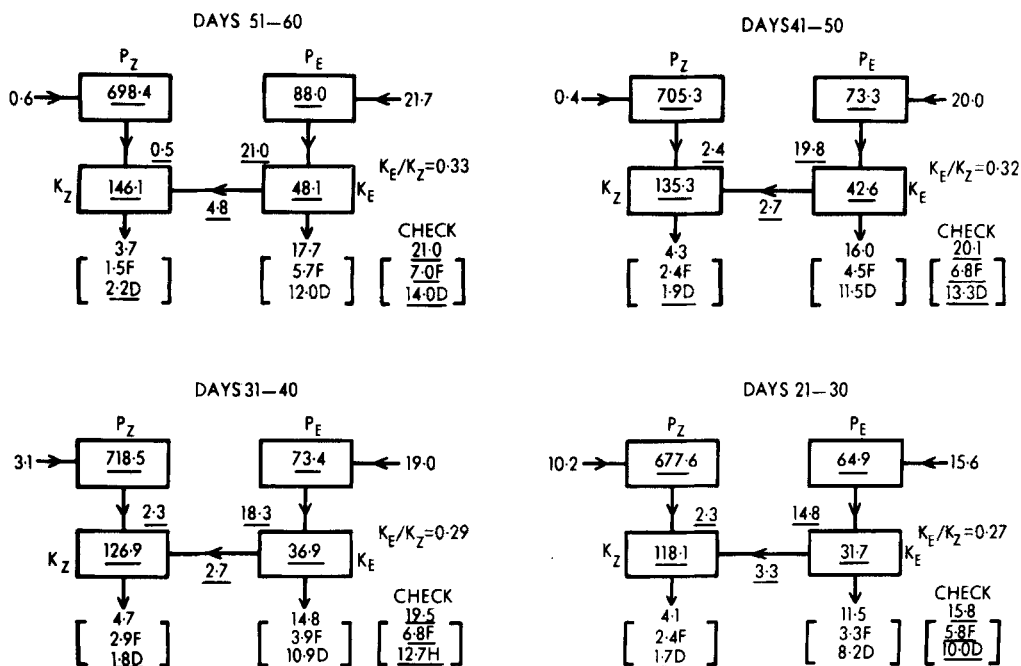 DAYS 51—60
P_Z P_E
0·6 698·4 88·0 21·7
0·5 21·0 K_E/K_Z=0·33
K_Z 146·1 48·1 K_E
4·8
3·7 17·7 CHECK 21·0
1·5F 5·7F 7·0F
2·2D 12·0D 14·0D
DAYS 41—50
P_Z P_E
0·4 705·3 73·3 20·0
2·4 19·8 K_E/K_Z=0·32
K_Z 135·3 42·6 K_E
2·7
4·3 16·0 CHECK 20·1
2·4F 4·5F 6·8F
1·9D 11·5D 13·3D
DAYS 31—40
P_Z P_E
3·1 718·5 73·4 19·0
2·3 18·3 K_E/K_Z=0·29
K_Z 126·9 36·9 K_E
2·7
4·7 14·8 CHECK 19·5
2·9F 3·9F 6·8F
1·8D 10·9D 12·7H
DAYS 21—30
P_Z P_E
10·2 677·6 64·9 15·6
2·3 14·8 K_E/K_Z=0·27
K_Z 118·1 31·7 K_E
3·3
4·1 11·5 CHECK 15·8
2·4F 3·3F 5·8F
1·7D 8·2D 10·0D